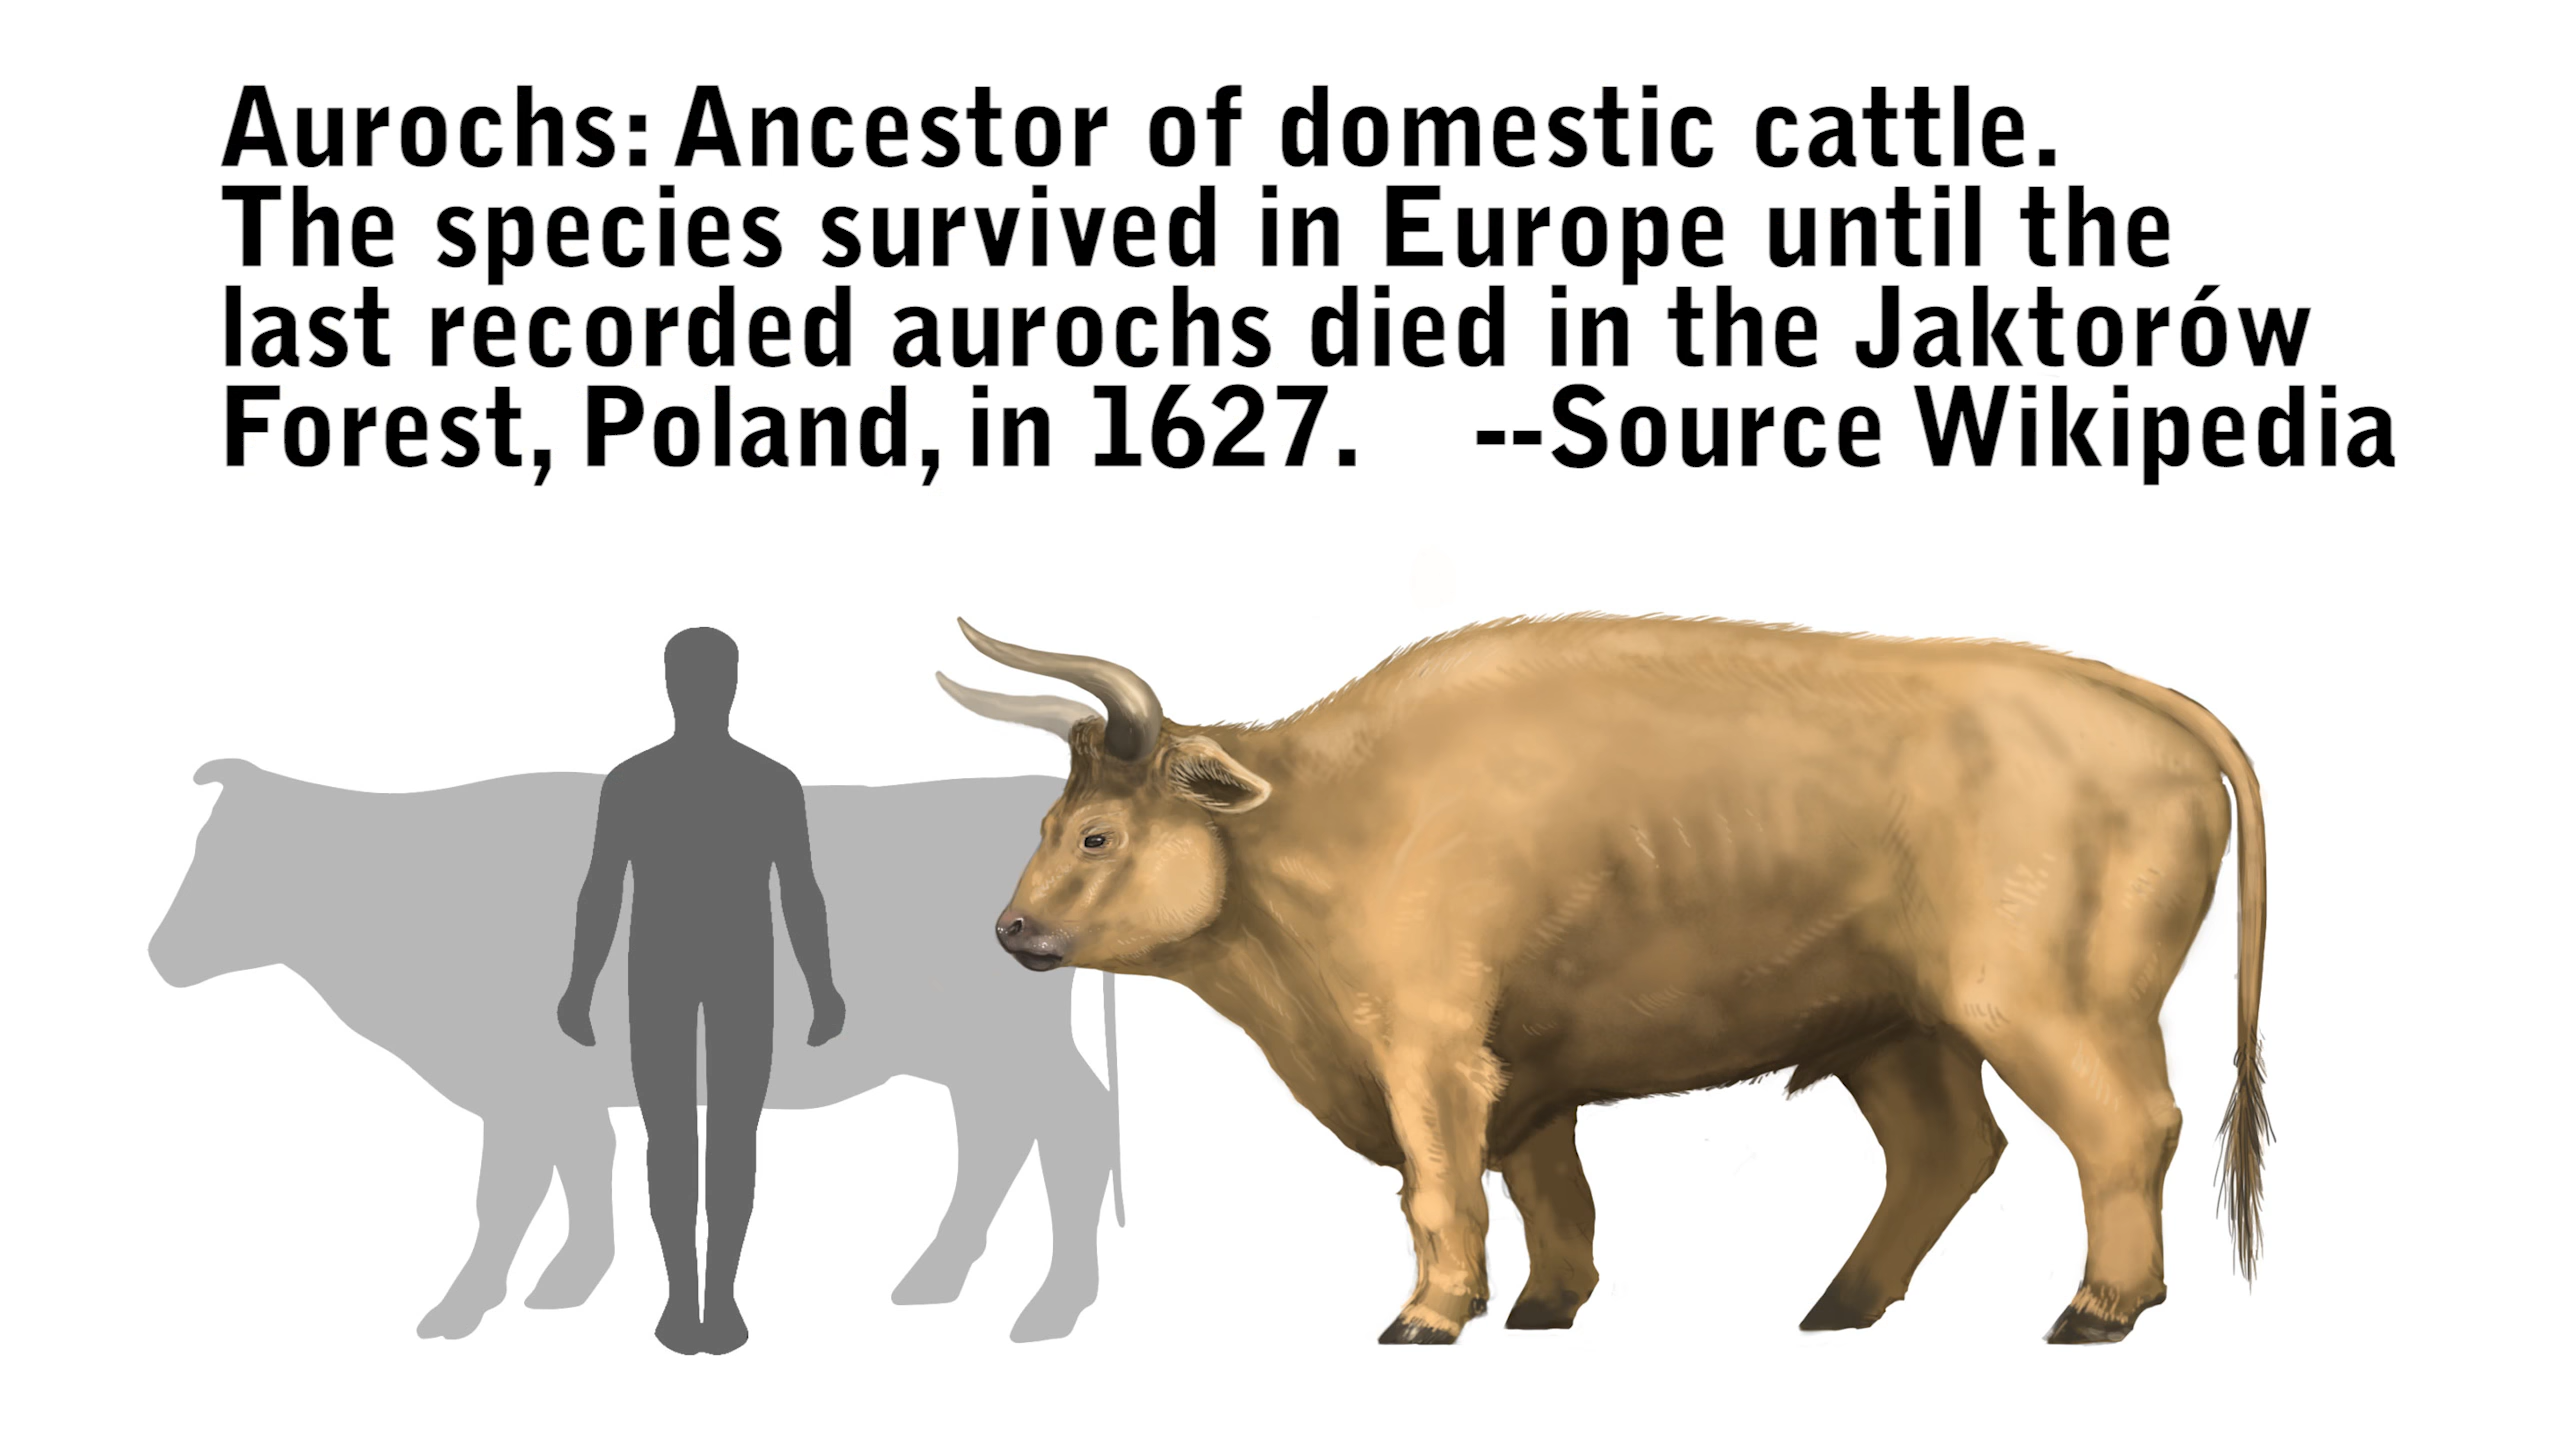 Aurochs: Ancestor of domestic cattle.
The species survived in Europe until the
last recorded aurochs died in the Jaktorów
Forest, Poland, in 1627. --Source Wikipedia